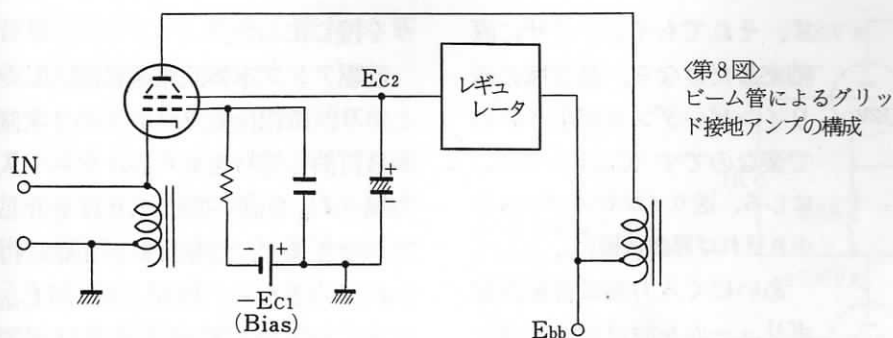 Ec2
レギュ
レータ
〈第8図〉
ビーム管によるグリッ
ド接地アンプの構成
IN
+
-
-
+
-Ec1
(Bias)
Ebb